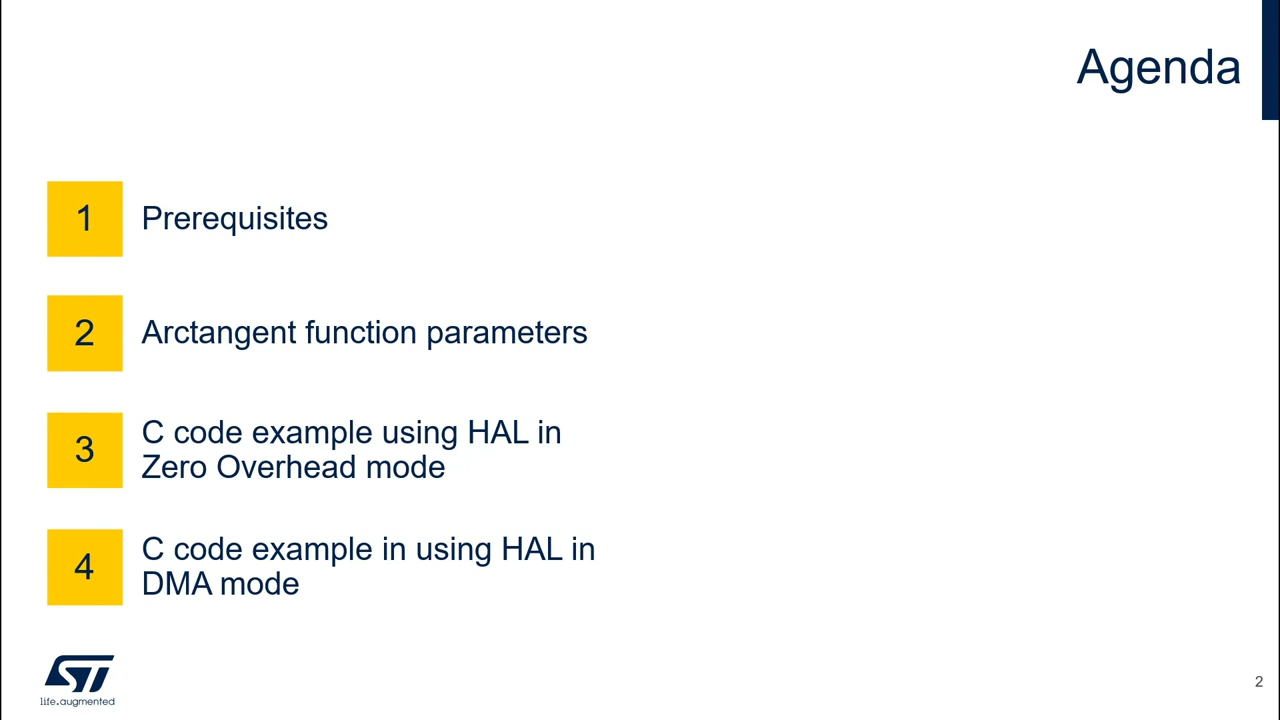 Agenda
1
Prerequisites
2
Arctangent function parameters
3
C code example using HAL in
Zero Overhead mode
4
C code example in using HAL in
DMA mode
ST
life.augmented
2